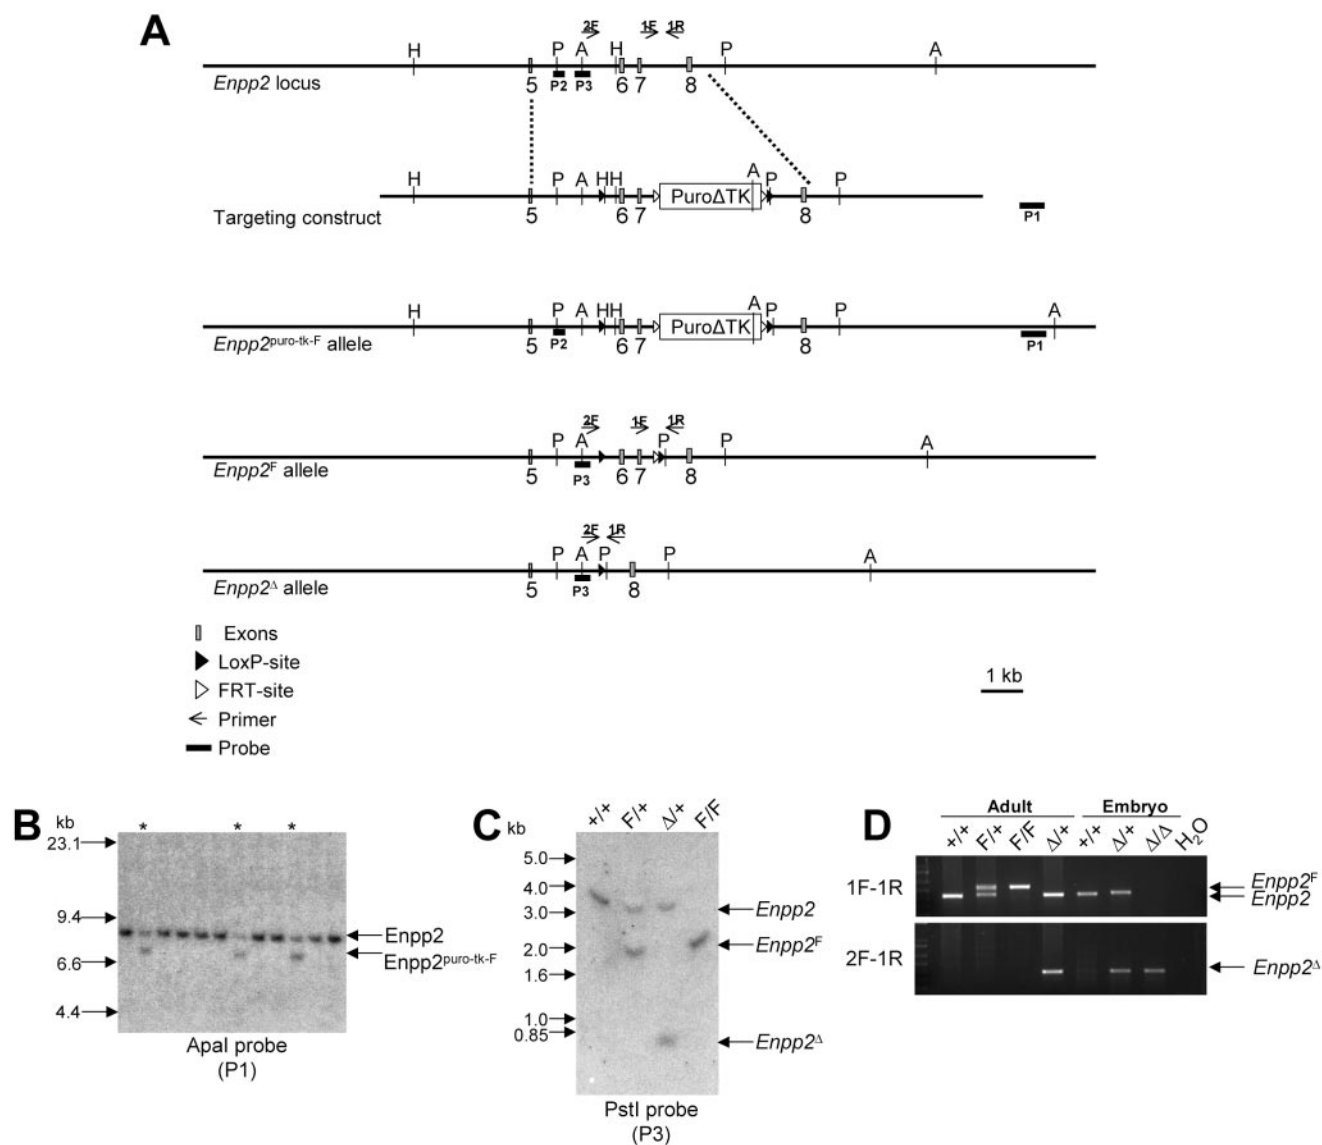 A
2F 1F 1R
H P A H P A
5 P2 P3 6 7 8
Enpp2 locus
H P A HH A P P
PuroΔTK
5 6 7 8 P1
Targeting construct
H P A HH A P P A
PuroΔTK
5 P2 6 7 8 P1
Enpp2puro-tk-F allele
2F 1F 1R
P A P P A
5 P3 6 7 8
Enpp2F allele
2F 1R
P A P P A
5 P3 8
Enpp2Δ allele
Exons
LoxP-site
FRT-site
Primer
Probe
1 kb
B
kb
* * *
23.1
9.4
6.6
4.4
Enpp2
Enpp2puro-tk-F
ApaI probe
(P1)
C
kb
+/+ F/+ Δ/+ F/F
5.0
4.0
3.0
2.0
1.6
1.0
0.85
Enpp2
Enpp2F
Enpp2Δ
PstI probe
(P3)
D
Adult Embryo
+/+ F/+ F/F Δ/+ +/+ Δ/+ Δ/Δ H2O
1F-1R
Enpp2F
Enpp2
2F-1R
Enpp2Δ